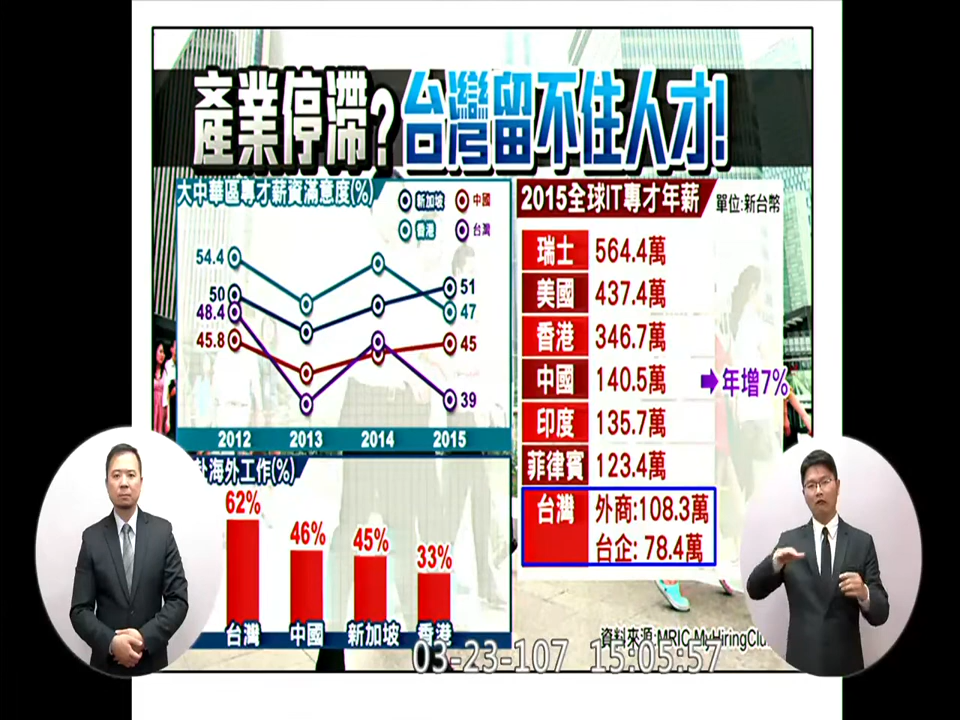 產業停滯?台灣留不住人才!
大中華區專才薪資滿意度(%)
新加坡
中國
香港
台灣
54.4
50
48.4
45.8
51
47
45
39
2012 2013 2014 2015
赴海外工作(%)
62%
46%
45%
33%
台灣 中國 新加坡 香港
2015全球IT專才年薪
單位:新台幣
瑞士 564.4萬
美國 437.4萬
香港 346.7萬
中國 140.5萬 年增7%
印度 135.7萬
菲律賓 123.4萬
台灣 外商:108.3萬
台企: 78.4萬
資料來源:MRIC,MyHiringClu
03-23-107 15:05:57